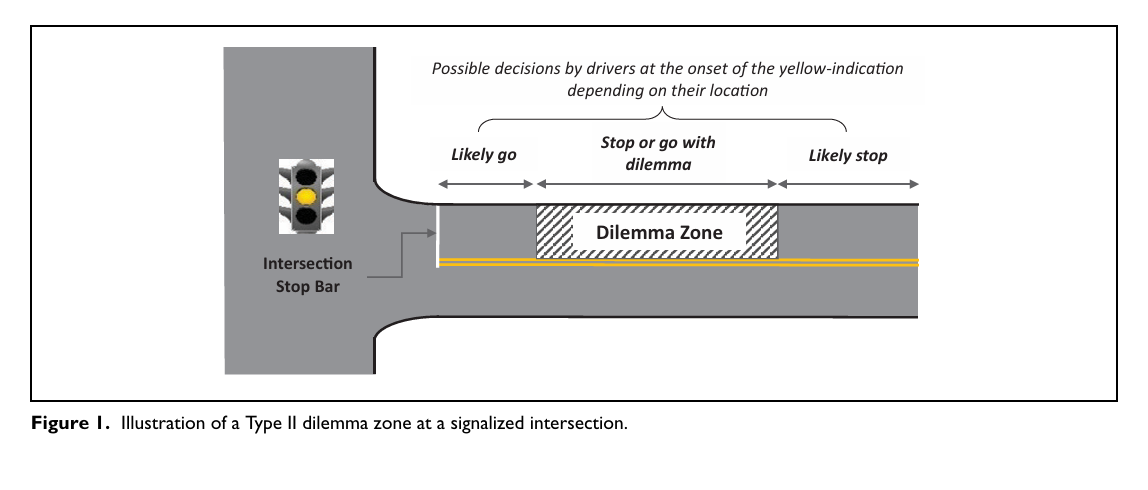 Possible decisions by drivers at the onset of the yellow-indication
depending on their location
Likely go
Stop or go with
dilemma
Likely stop
Dilemma Zone
Intersection
Stop Bar
Figure 1. Illustration of a Type II dilemma zone at a signalized intersection.